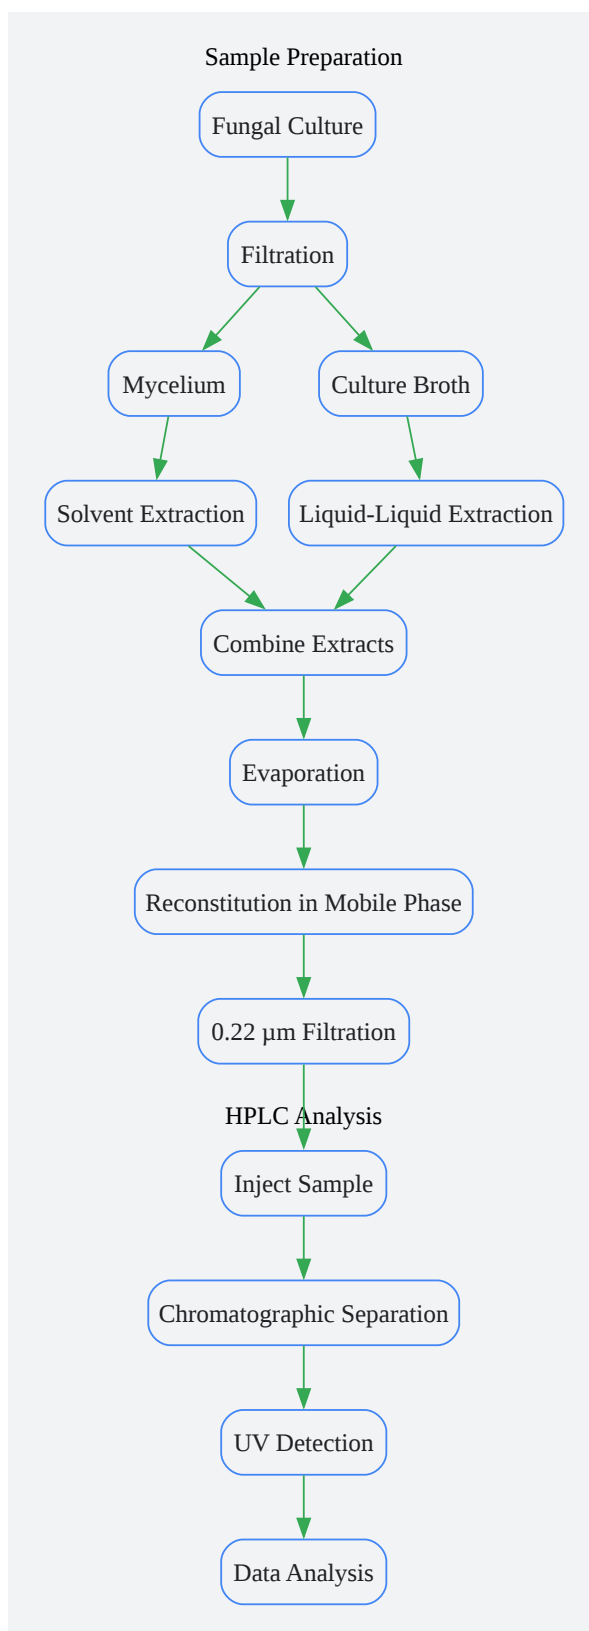 Sample Preparation
Fungal Culture
Filtration
Mycelium
Culture Broth
Solvent Extraction
Liquid-Liquid Extraction
Combine Extracts
Evaporation
Reconstitution in Mobile Phase
0.22 µm Filtration
HPLC Analysis
Inject Sample
Chromatographic Separation
UV Detection
Data Analysis